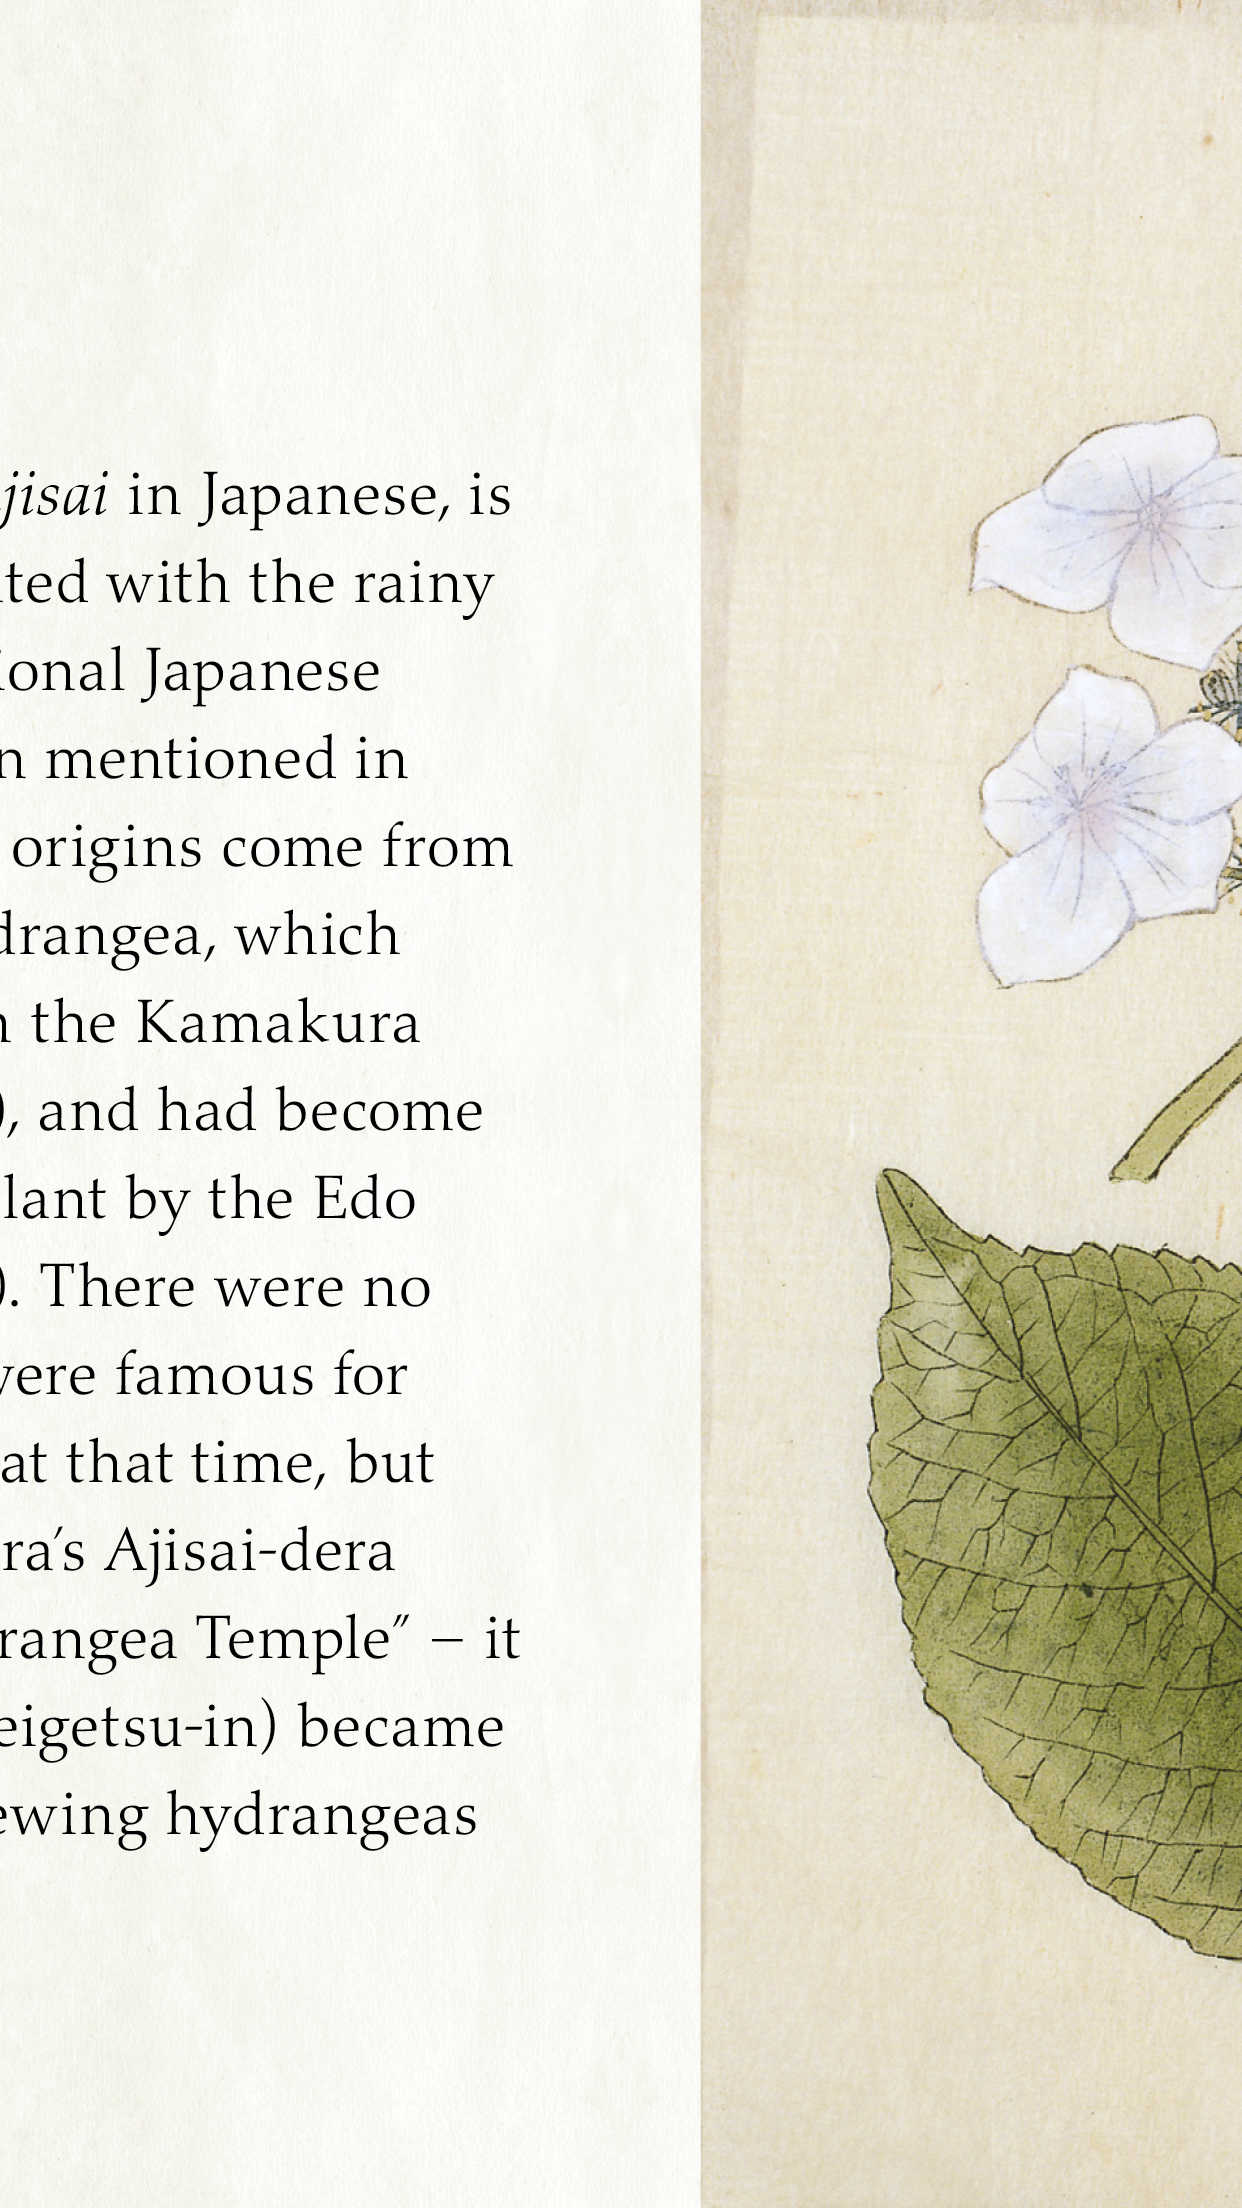 jisai in Japanese, is
ted with the rainy
ional Japanese
n mentioned in
origins come from
drangea, which
n the Kamakura
), and had become
lant by the Edo
). There were no
were famous for
at that time, but
ra’s Ajisai-dera
rangea Temple” – it
eigetsu-in) became
ewing hydrangeas